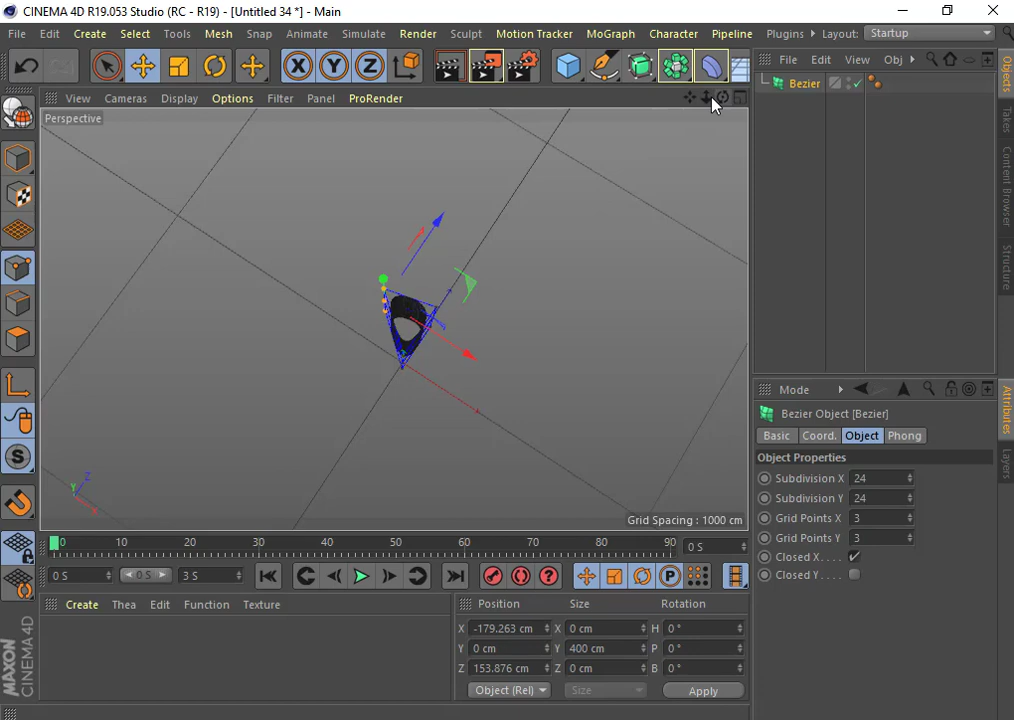 CINEMA 4D R19.053 Studio (RC - R19) - [Untitled 34 *] - Main
File Edit Create Select Tools Mesh Snap Animate Simulate Render Sculpt Motion Tracker MoGraph Character Pipeline Plugins Layout: Startup
X Y Z
File Edit View Obj
View Cameras Display Options Filter Panel ProRender
Bezier
Perspective
Objects
Takes
Content Browser
Structure
Mode
Bezier Object [Bezier]
Basic Coord. Object Phong
Object Properties
Subdivision X 24
Subdivision Y 24
Grid Points X 3
Grid Points Y 3
Closed X . . . .
Closed Y . . . .
Attributes
Layers
Y Z X
Grid Spacing : 1000 cm
0 10 20 30 40 50 60 70 80 90 0 S
0 S 0 S 3 S
Create Thea Edit Function Texture
Position Size Rotation
X -179.263 cm X 0 cm H 0 °
Y 0 cm Y 400 cm P 0 °
Z 153.876 cm Z 0 cm B 0 °
Object (Rel) Size Apply
MAXON
CINEMA 4D